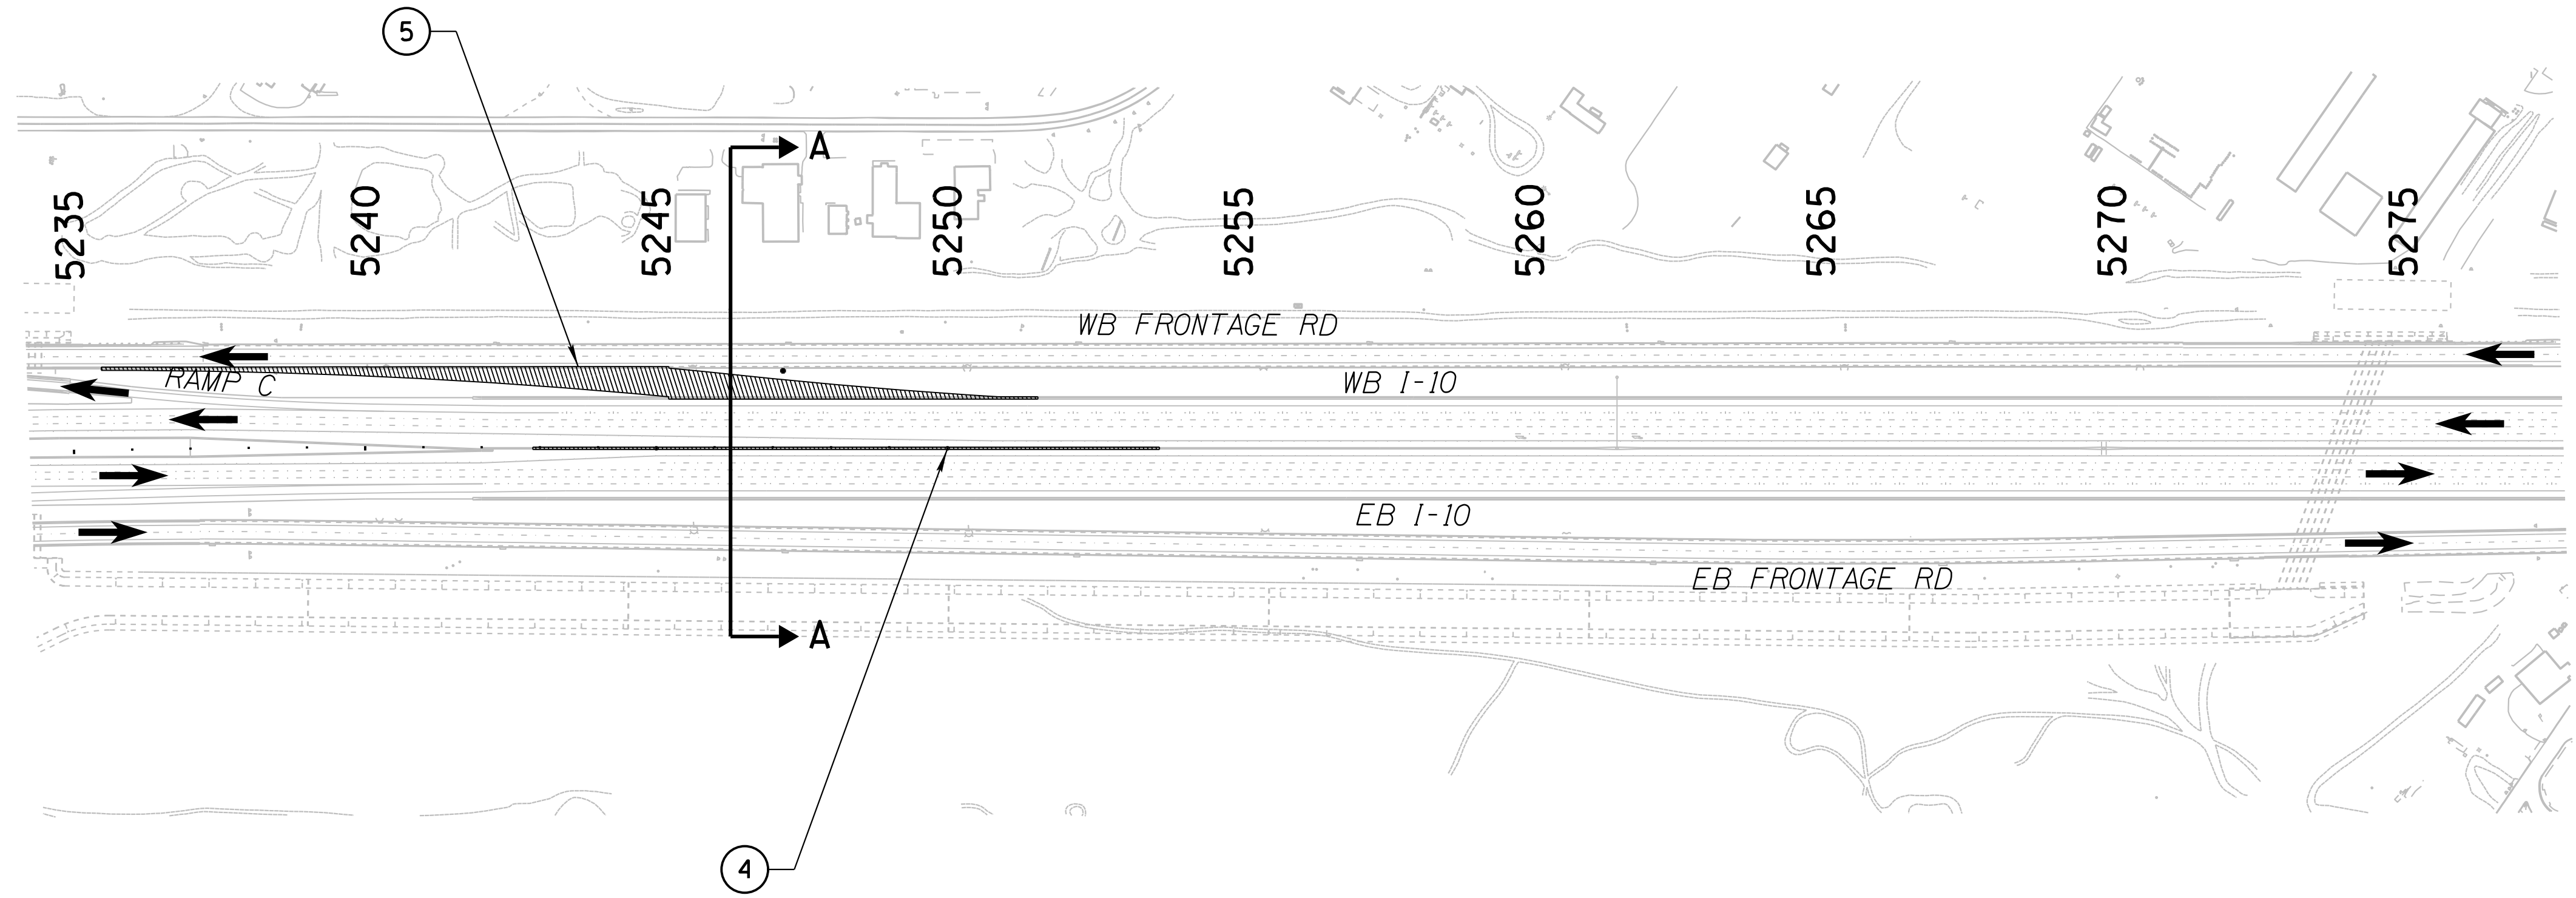 5
A
5235
5240
5245
5250
5255
5260
5265
5270
5275
WB FRONTAGE RD
RAMP C
WB I-10
EB I-10
EB FRONTAGE RD
A
4